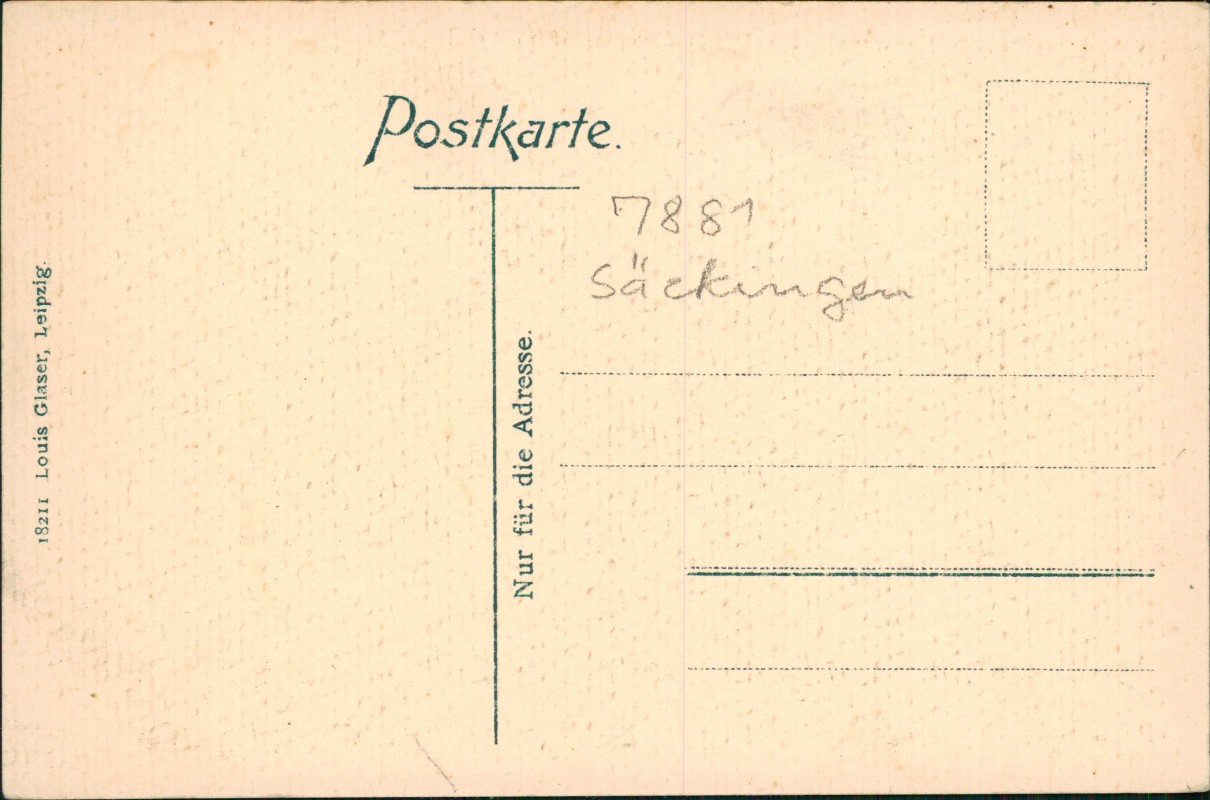 Postkarte.
7881
Säckingen
Nur für die Adresse.
18211 Louis Glaser, Leipzig.